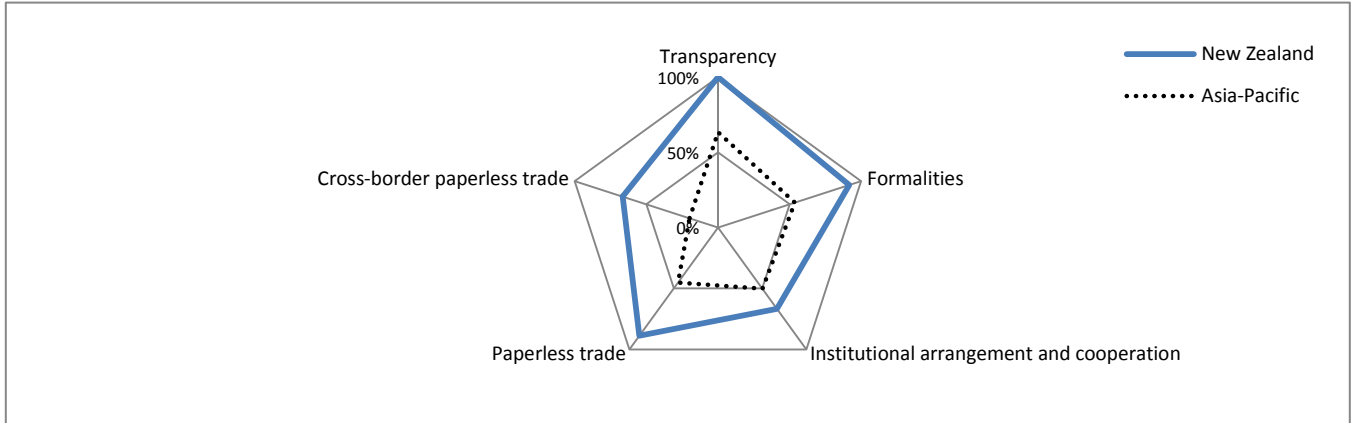 Transparency
100%
50%
0%
Formalities
Cross-border paperless trade
Paperless trade
Institutional arrangement and cooperation
New Zealand
Asia-Pacific